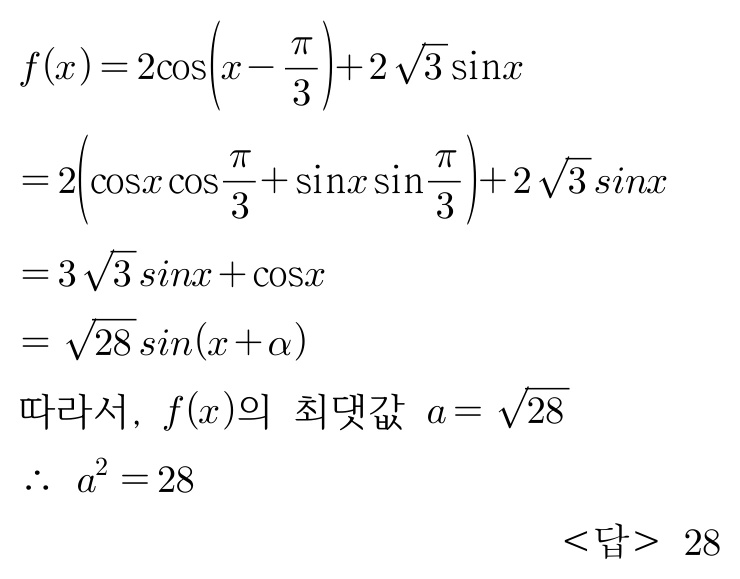 f(x) = 2cos(x − π/3) + 2√3 sinx
= 2(cosx cos π/3 + sinx sin π/3) + 2√3 sinx
= 3√3 sinx + cosx
= √28 sin(x + α)
따라서, f(x)의 최댓값 a = √28
∴ a² = 28
<답> 28